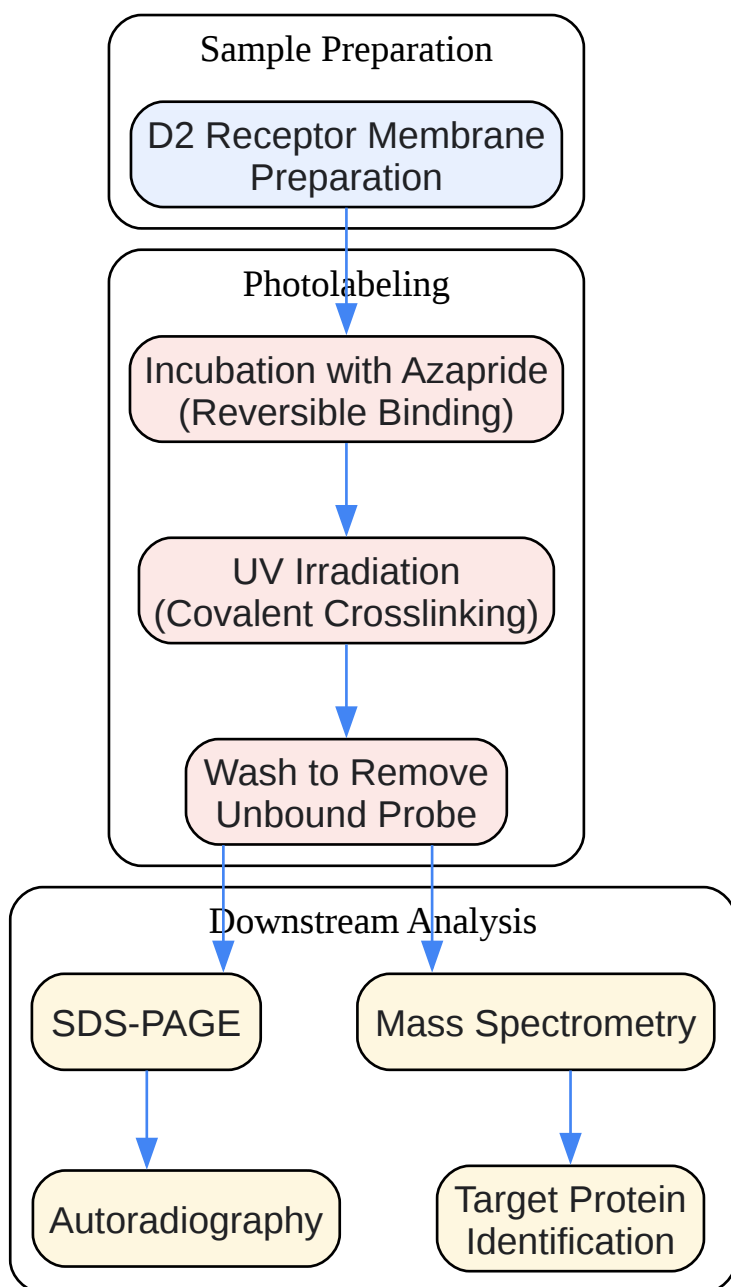 Sample Preparation
D2 Receptor Membrane
Preparation
Photolabeling
Incubation with Azapride
(Reversible Binding)
UV Irradiation
(Covalent Crosslinking)
Wash to Remove
Unbound Probe
Downstream Analysis
SDS-PAGE
Mass Spectrometry
Autoradiography
Target Protein
Identification